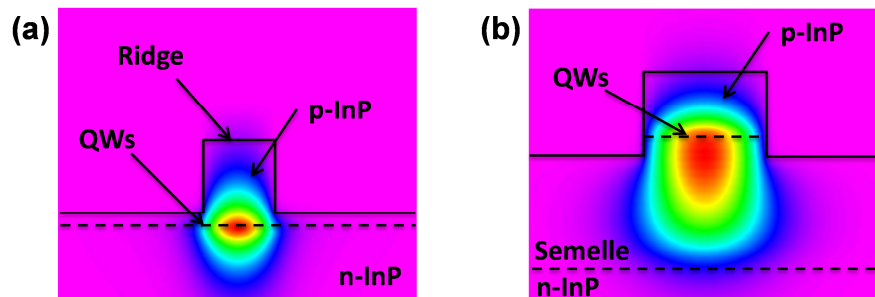 (a)
Ridge
p-InP
QWs
n-InP
(b)
p-InP
QWs
Semelle
n-InP